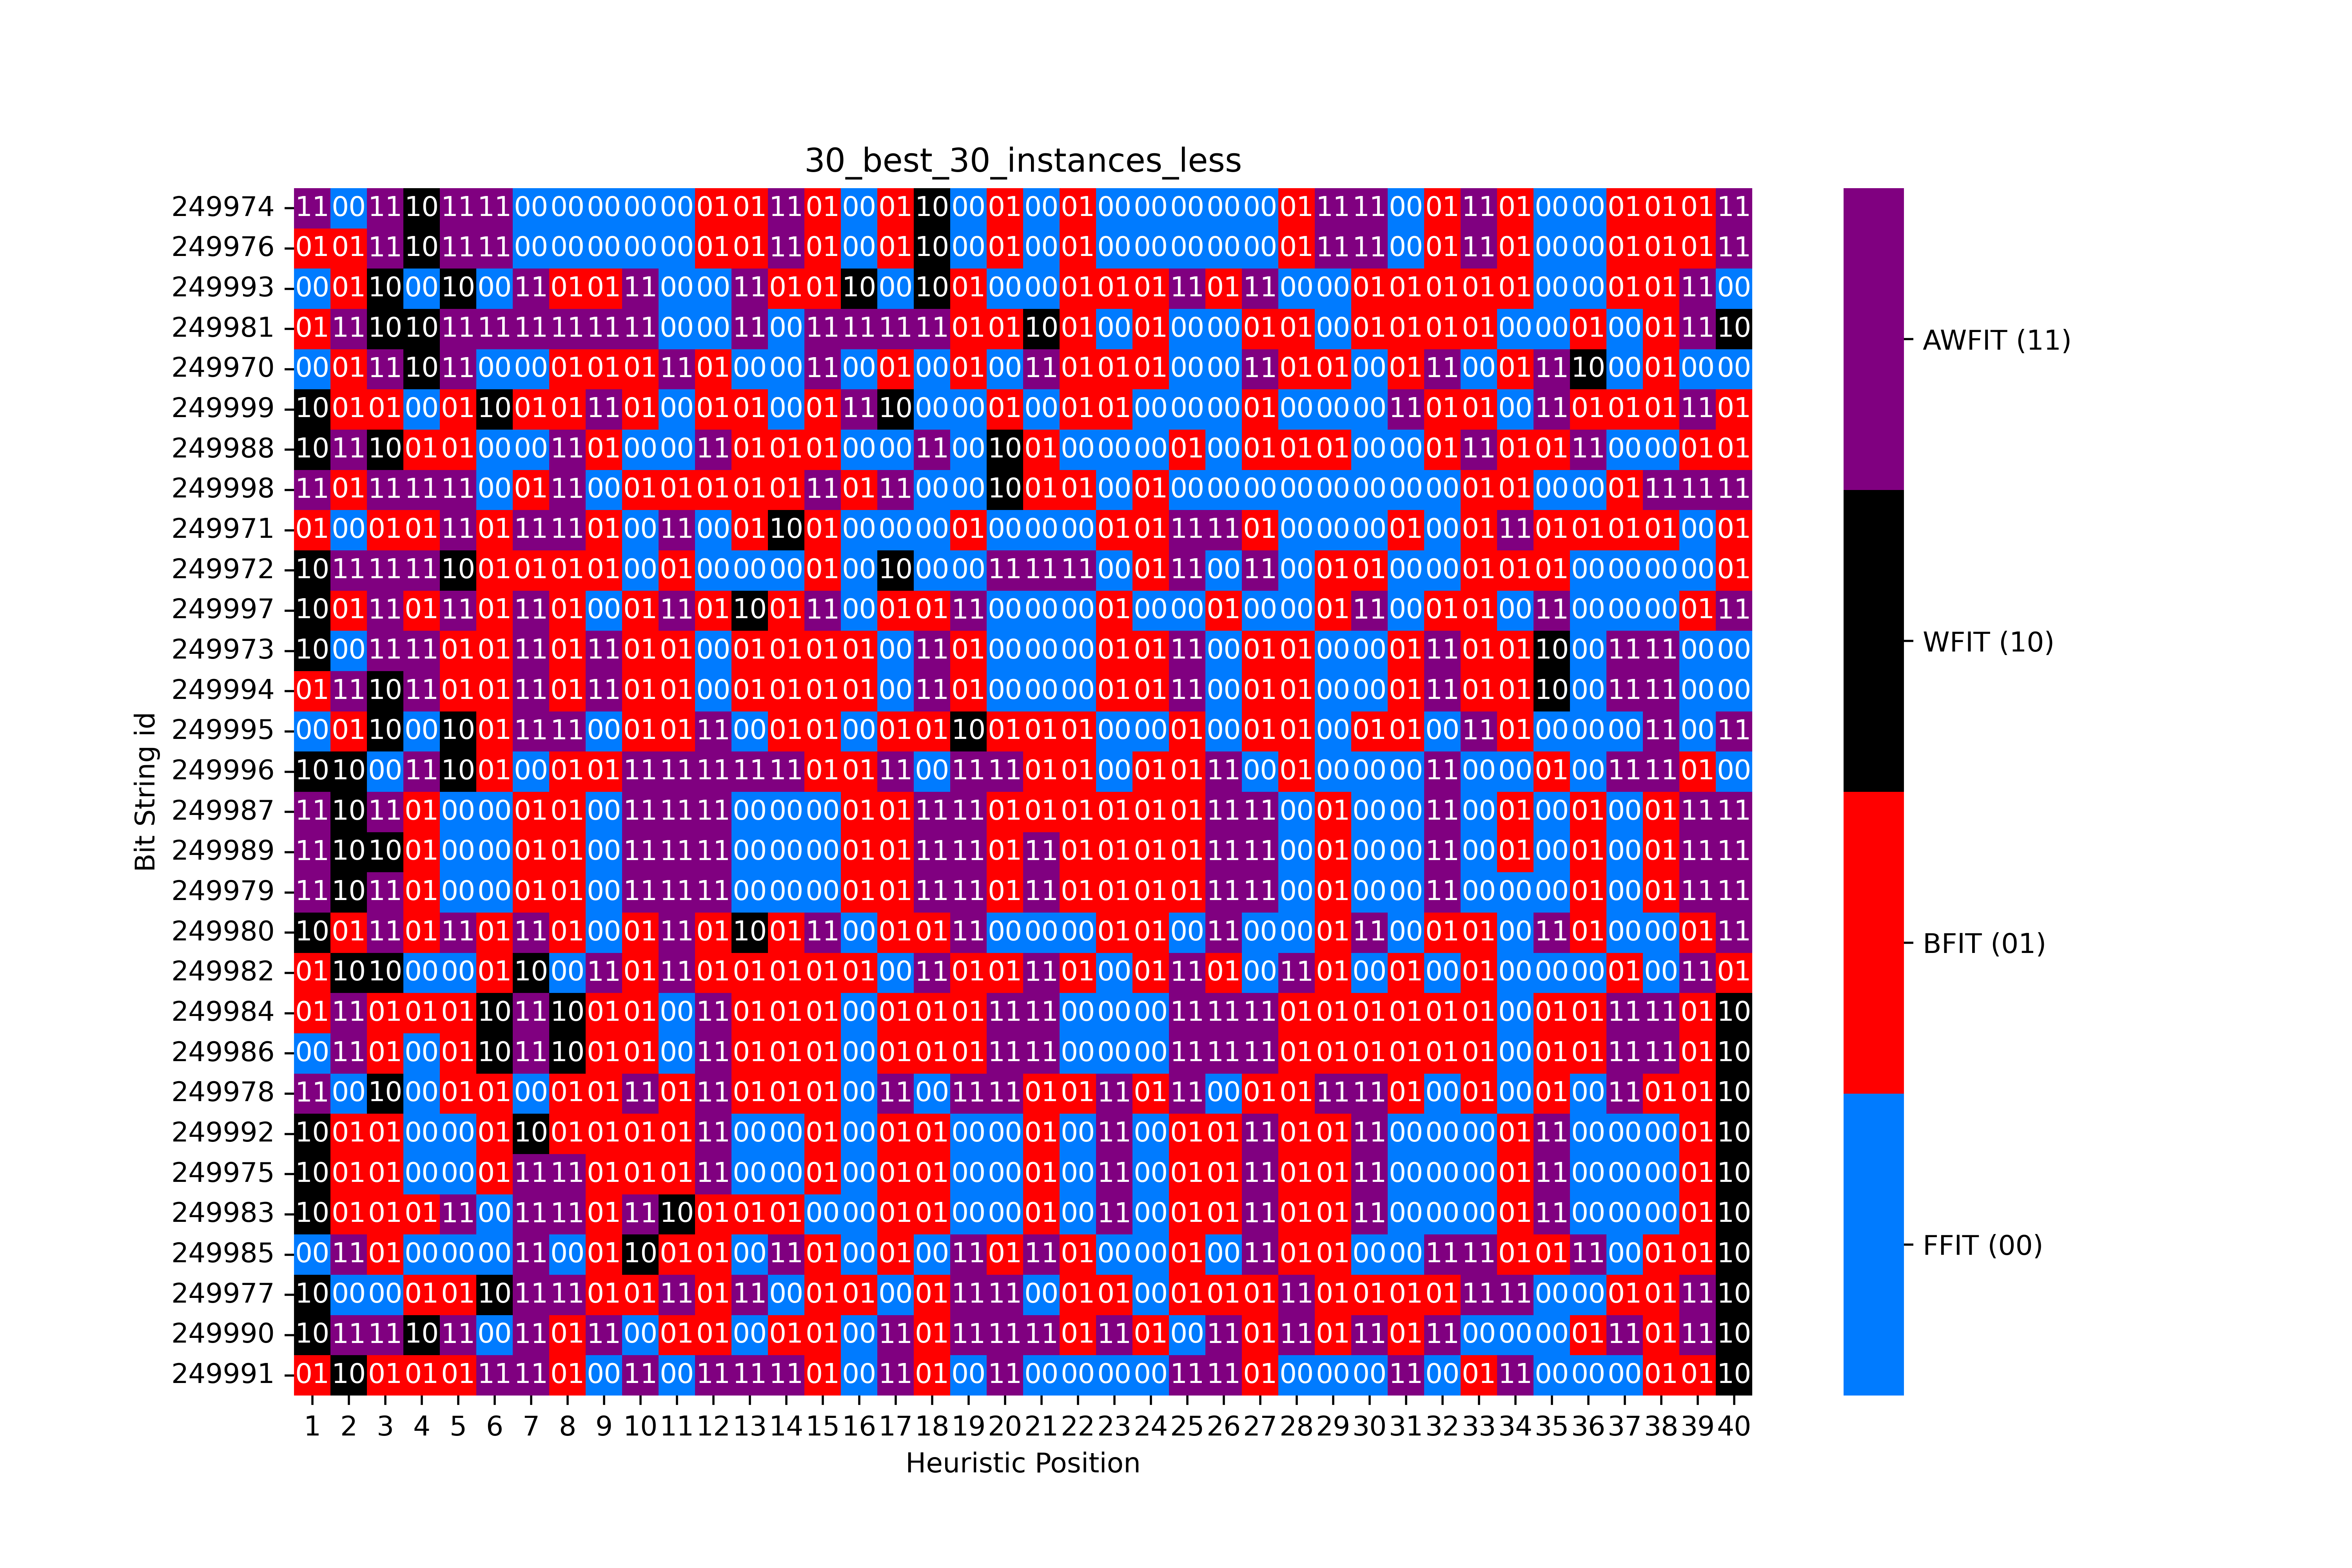 30_best_30_instances_less
249974 11 00 11 10 11 11 00 00 00 00 00 01 01 11 01 00 01 10 00 01 00 01 00 00 00 00 00 01 11 11 00 01 11 01 00 00 01 01 01 11
249976 01 01 11 10 11 11 00 00 00 00 00 01 01 11 01 00 01 10 00 01 00 01 00 00 00 00 00 01 11 11 00 01 11 01 00 00 01 01 01 11
249993 00 01 10 00 10 00 11 01 01 11 00 00 11 01 01 10 00 10 01 00 00 01 01 01 11 01 11 00 00 01 01 01 01 01 00 00 01 01 11 00
249981 01 11 10 10 11 11 11 11 11 11 00 00 11 00 11 11 11 11 01 01 10 01 00 01 00 00 01 01 00 01 01 01 01 00 00 01 00 01 11 10
249970 00 01 11 10 11 00 00 01 01 01 11 01 00 00 11 00 01 00 01 00 11 01 01 01 00 00 11 01 01 00 01 11 00 01 11 10 00 01 00 00
249999 10 01 01 00 01 10 01 01 11 01 00 01 01 00 01 11 10 00 00 01 00 01 01 00 00 00 01 00 00 00 11 01 01 00 11 01 01 01 11 01
249988 10 11 10 01 01 00 00 11 01 00 00 11 01 01 01 00 00 11 00 10 01 00 00 00 01 00 01 01 01 00 00 01 11 01 01 11 00 00 01 01
249998 11 01 11 11 11 00 01 11 00 01 01 01 01 01 11 01 11 00 00 10 01 01 00 01 00 00 00 00 00 00 00 00 01 01 00 00 01 11 11 11
249971 01 00 01 01 11 01 11 11 01 00 11 00 01 10 01 00 00 00 01 00 00 00 01 01 11 11 01 00 00 00 01 00 01 11 01 01 01 01 00 01
249972 10 11 11 11 10 01 01 01 01 00 01 00 00 00 01 00 10 00 00 11 11 11 00 01 11 00 11 00 01 01 00 00 01 01 01 00 00 00 00 01
249997 10 01 11 01 11 01 11 01 00 01 11 01 10 01 11 00 01 01 11 00 00 00 01 00 00 01 00 00 01 11 00 01 01 00 11 00 00 00 01 11
249973 10 00 11 11 01 01 11 01 11 01 01 00 01 01 01 01 00 11 01 00 00 00 01 01 11 00 01 01 00 00 01 11 01 01 10 00 11 11 00 00
249994 01 11 10 11 01 01 11 01 11 01 01 00 01 01 01 01 00 11 01 00 00 00 01 01 11 00 01 01 00 00 01 11 01 01 10 00 11 11 00 00
249995 00 01 10 00 10 01 11 11 00 01 01 11 00 01 01 00 01 01 10 01 01 01 00 00 01 00 01 01 00 01 01 00 11 01 00 00 00 11 00 11
249996 10 10 00 11 10 01 00 01 01 11 11 11 11 11 01 01 11 00 11 11 01 01 00 01 01 11 00 01 00 00 00 11 00 00 01 00 11 11 01 00
249987 11 10 11 01 00 00 01 01 00 11 11 11 00 00 00 01 01 11 11 01 01 01 01 01 01 11 11 00 01 00 00 11 00 01 00 01 00 01 11 11
249989 11 10 10 01 00 00 01 01 00 11 11 11 00 00 00 01 01 11 11 01 11 01 01 01 01 11 11 00 01 00 00 11 00 01 00 01 00 01 11 11
249979 11 10 11 01 00 00 01 01 00 11 11 11 00 00 00 01 01 11 11 01 11 01 01 01 01 11 11 00 01 00 00 11 00 00 00 01 00 01 11 11
249980 10 01 11 01 11 01 11 01 00 01 11 01 10 01 11 00 01 01 11 00 00 00 01 01 00 11 00 00 01 11 00 01 01 00 11 01 00 00 01 11
249982 01 10 10 00 00 01 10 00 11 01 11 01 01 01 01 01 00 11 01 01 11 01 00 01 11 01 00 11 01 00 01 00 01 00 00 00 01 00 11 01
249984 01 11 01 01 01 10 11 10 01 01 00 11 01 01 01 00 01 01 01 11 11 00 00 00 11 11 11 01 01 01 01 01 01 00 01 01 11 11 01 10
249986 00 11 01 00 01 10 11 10 01 01 00 11 01 01 01 00 01 01 01 11 11 00 00 00 11 11 11 01 01 01 01 01 01 00 01 01 11 11 01 10
249978 11 00 10 00 01 01 00 01 01 11 01 11 01 01 01 00 11 00 11 11 01 01 11 01 11 00 01 01 11 11 01 00 01 00 01 00 11 01 01 10
249992 10 01 01 00 00 01 10 01 01 01 01 11 00 00 01 00 01 01 00 00 01 00 11 00 01 01 11 01 01 11 00 00 00 01 11 00 00 00 01 10
249975 10 01 01 00 00 01 11 11 01 01 01 11 00 00 01 00 01 01 00 00 01 00 11 00 01 01 11 01 01 11 00 00 00 01 11 00 00 00 01 10
249983 10 01 01 01 11 00 11 11 01 11 10 01 01 01 00 00 01 01 00 00 01 00 11 00 01 01 11 01 01 11 00 00 00 01 11 00 00 00 01 10
249985 00 11 01 00 00 00 11 00 01 10 01 01 00 11 01 00 01 00 11 01 11 01 00 00 01 00 11 01 01 00 00 11 11 01 01 11 00 01 01 10
249977 10 00 00 01 01 10 11 11 01 01 11 01 11 00 01 01 00 01 11 11 00 01 01 00 01 01 01 11 01 01 01 01 11 11 00 00 01 01 11 10
249990 10 11 11 10 11 00 11 01 11 00 01 01 00 01 01 00 11 01 11 11 11 01 11 01 00 11 01 11 01 11 01 11 00 00 00 01 11 01 11 10
249991 01 10 01 01 01 11 11 01 00 11 00 11 11 11 01 00 11 01 00 11 00 00 00 00 11 11 01 00 00 00 11 00 01 11 00 00 00 01 01 10
1 2 3 4 5 6 7 8 9 10 11 12 13 14 15 16 17 18 19 20 21 22 23 24 25 26 27 28 29 30 31 32 33 34 35 36 37 38 39 40
Heuristic Position
Bit String id
AWFIT (11)
WFIT (10)
BFIT (01)
FFIT (00)